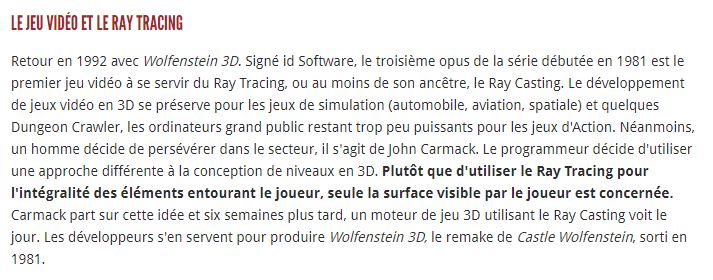 LE JEU VIDÉO ET LE RAY TRACING
Retour en 1992 avec Wolfenstein 3D. Signé id Software, le troisième opus de la série débutée en 1981 est le
premier jeu vidéo à se servir du Ray Tracing, ou au moins de son ancêtre, le Ray Casting. Le développement
de jeux vidéo en 3D se préserve pour les jeux de simulation (automobile, aviation, spatiale) et quelques
Dungeon Crawler, les ordinateurs grand public restant trop peu puissants pour les jeux d'Action. Néanmoins,
un homme décide de persévérer dans le secteur, il s'agit de John Carmack. Le programmeur décide d'utiliser
une approche différente à la conception de niveaux en 3D. Plutôt que d'utiliser le Ray Tracing pour
l'intégralité des éléments entourant le joueur, seule la surface visible par le joueur est concernée.
Carmack part sur cette idée et six semaines plus tard, un moteur de jeu 3D utilisant le Ray Casting voit le
jour. Les développeurs s'en servent pour produire Wolfenstein 3D, le remake de Castle Wolfenstein, sorti en
1981.